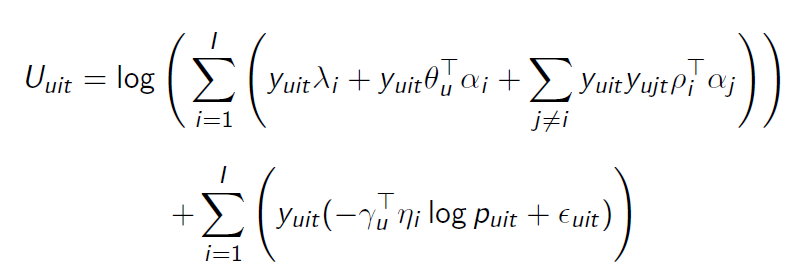 U_{uit} = \log \left( \sum_{i=1}^{I} \left( y_{uit} \lambda_i + y_{uit} \theta_u^\top \alpha_i + \sum_{j \neq i} y_{uit} y_{ujt} \rho_i^\top \alpha_j \right) \right)
+ \sum_{i=1}^{I} \left( y_{uit} ( -\gamma_u^\top \eta_i \log p_{uit} + \epsilon_{uit} ) \right)